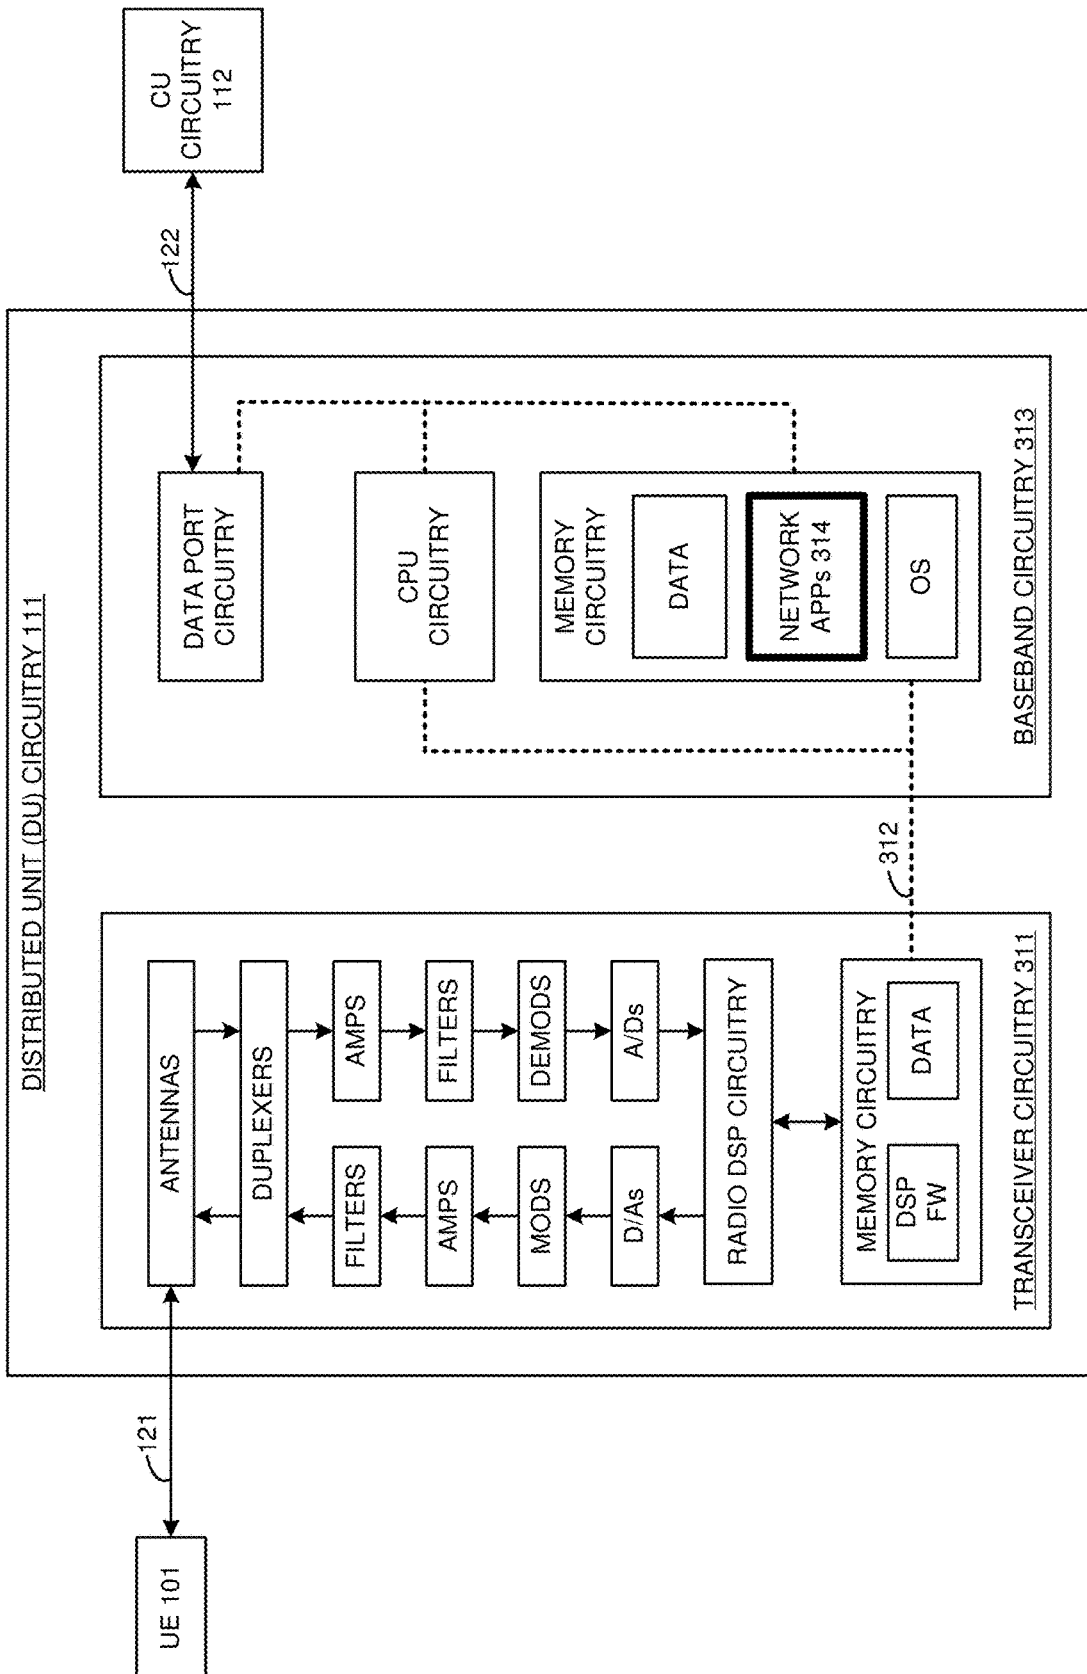 DISTRIBUTED UNIT (DU) CIRCUITRY 111
UE 101
121
ANTENNAS
DUPLEXERS
FILTERS
AMPS
AMPS
FILTERS
MODS
DEMODS
D/As
A/Ds
RADIO DSP CIRCUITRY
MEMORY CIRCUITRY
DSP
FW
DATA
TRANSCEIVER CIRCUITRY 311
312
DATA PORT
CIRCUITRY
CPU
CIRCUITRY
MEMORY
CIRCUITRY
DATA
NETWORK
APPs 314
OS
BASEBAND CIRCUITRY 313
122
CU
CIRCUITRY
112